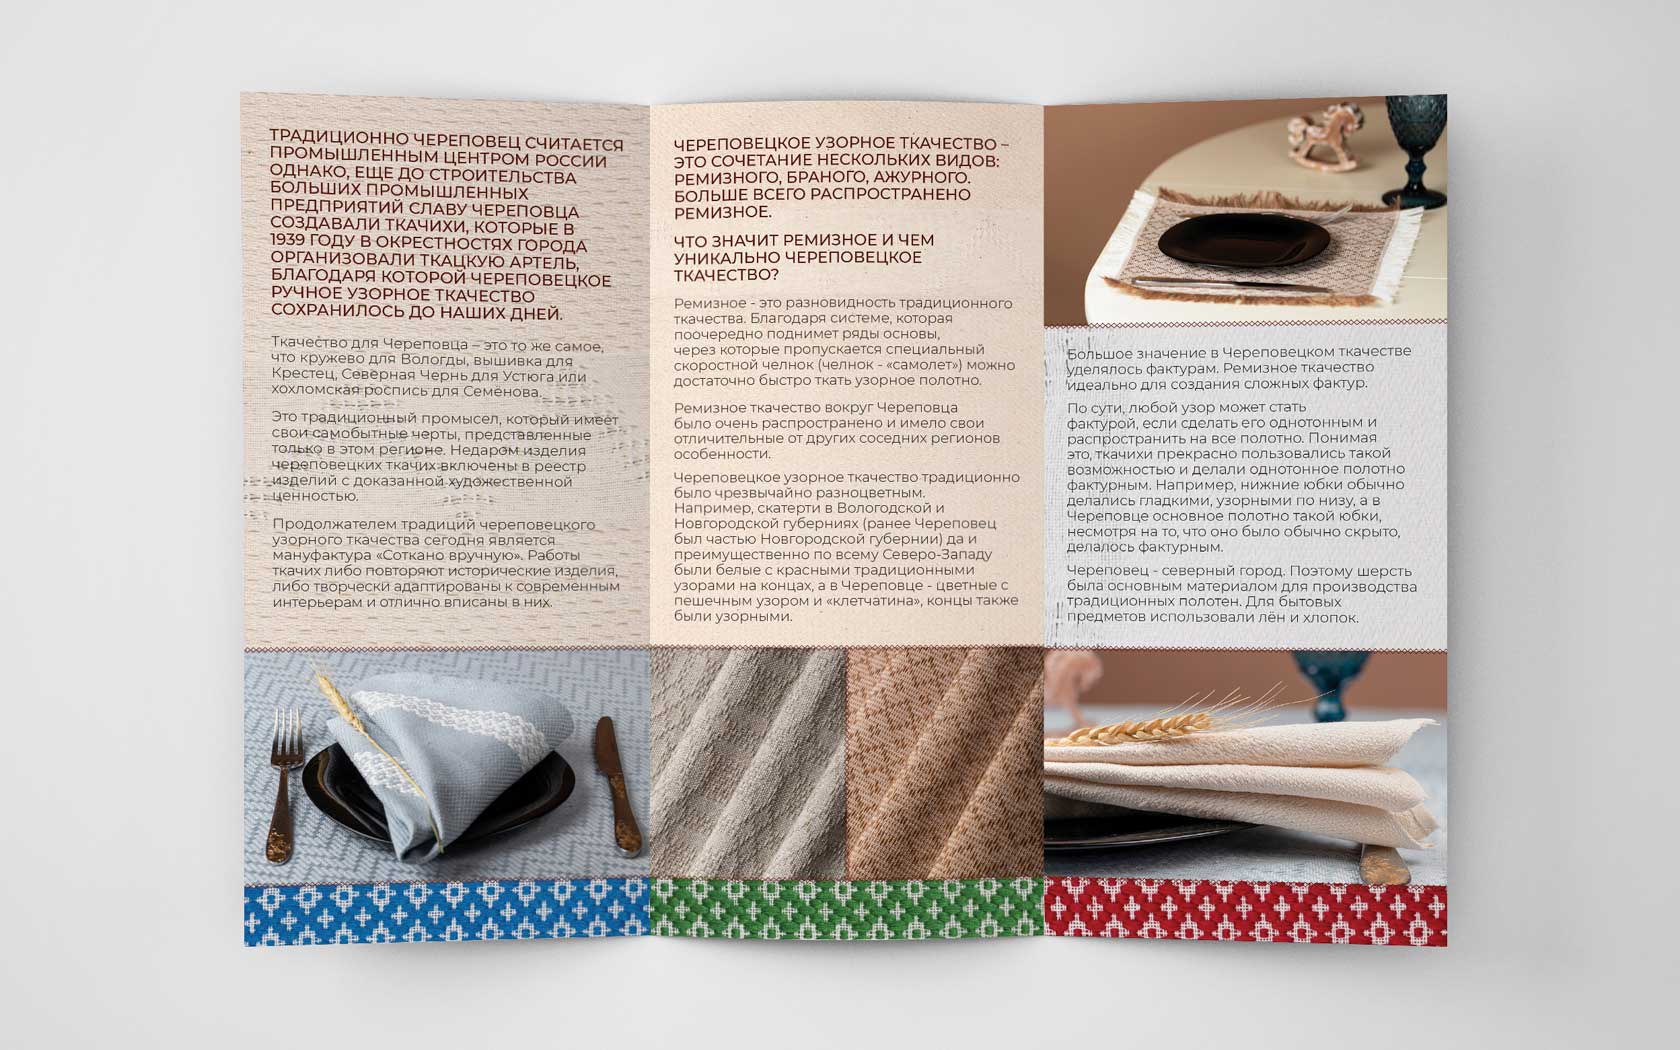 ТРАДИЦИОННО ЧЕРЕПОВЕЦ СЧИТАЕТСЯ
ПРОМЫШЛЕННЫМ ЦЕНТРОМ РОССИИ
ОДНАКО, ЕЩЕ ДО СТРОИТЕЛЬСТВА
БОЛЬШИХ ПРОМЫШЛЕННЫХ
ПРЕДПРИЯТИЙ СЛАВУ ЧЕРЕПОВЦА
СОЗДАВАЛИ ТКАЧИХИ, КОТОРЫЕ В
1939 ГОДУ В ОКРЕСТНОСТЯХ ГОРОДА
ОРГАНИЗОВАЛИ ТКАЦКУЮ АРТЕЛЬ,
БЛАГОДАРЯ КОТОРОЙ ЧЕРЕПОВЕЦКОЕ
РУЧНОЕ УЗОРНОЕ ТКАЧЕСТВО
СОХРАНИЛОСЬ ДО НАШИХ ДНЕЙ.
Ткачество для Череповца – это то же самое,
что кружево для Вологды, вышивка для
Крестец, Северная Чернь для Устюга или
хохломская роспись для Семёнова.
Это традиционный промысел, который имеет
свои самобытные черты, представленные
только в этом регионе. Недаром изделия
череповецких ткачих включены в реестр
изделий с доказанной художественной
ценностью.
Продолжателем традиций череповецкого
узорного ткачества сегодня является
мануфактура «Соткано вручную». Работы
ткачих либо повторяют исторические изделия,
либо творчески адаптированы к современным
интерьерам и отлично вписаны в них.
ЧЕРЕПОВЕЦКОЕ УЗОРНОЕ ТКАЧЕСТВО –
ЭТО СОЧЕТАНИЕ НЕСКОЛЬКИХ ВИДОВ:
РЕМИЗНОГО, БРАНОГО, АЖУРНОГО.
БОЛЬШЕ ВСЕГО РАСПРОСТРАНЕНО
РЕМИЗНОЕ.
ЧТО ЗНАЧИТ РЕМИЗНОЕ И ЧЕМ
УНИКАЛЬНО ЧЕРЕПОВЕЦКОЕ
ТКАЧЕСТВО?
Ремизное - это разновидность традиционного
ткачества. Благодаря системе, которая
поочередно поднимет ряды основы,
через которые пропускается специальный
скоростной челнок (челнок - «самолет») можно
достаточно быстро ткать узорное полотно.
Ремизное ткачество вокруг Череповца
было очень распространено и имело свои
отличительные от других соседних регионов
особенности.
Череповецкое узорное ткачество традиционно
было чрезвычайно разноцветным.
Например, скатерти в Вологодской и
Новгородской губерниях (ранее Череповец
был частью Новгородской губернии) да и
преимущественно по всему Северо-Западу
были белые с красными традиционными
узорами на концах, а в Череповце - цветные с
пешечным узором и «клетчатина», концы также
были узорными.
Большое значение в Череповецком ткачестве
уделялось фактурам. Ремизное ткачество
идеально для создания сложных фактур.
По сути, любой узор может стать
фактурой, если сделать его однотонным и
распространить на все полотно. Понимая
это, ткачихи прекрасно пользовались такой
возможностью и делали однотонное полотно
фактурным. Например, нижние юбки обычно
делались гладкими, узорными по низу, а в
Череповце основное полотно такой юбки,
несмотря на то, что оно было обычно скрыто,
делалось фактурным.
Череповец - северный город. Поэтому шерсть
была основным материалом для производства
традиционных полотен. Для бытовых
предметов использовали лён и хлопок.